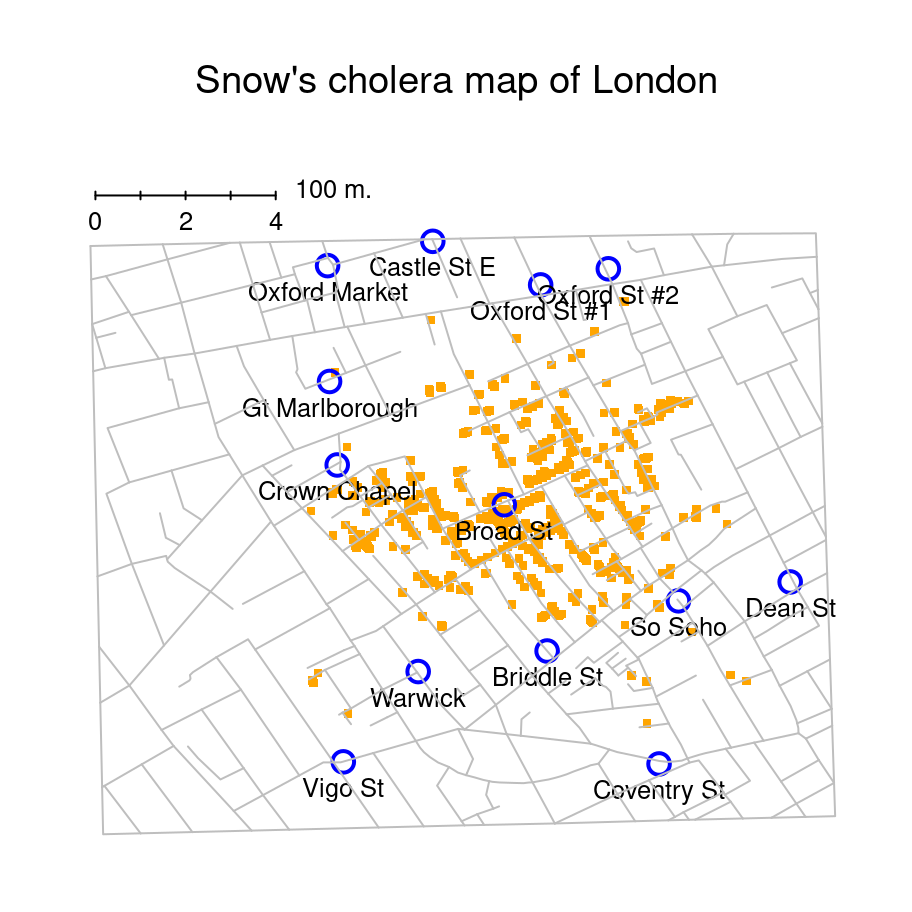 Snow's cholera map of London
100 m.
0 2 4
Castle St E
Oxford Market
Oxford St #2
Oxford St #1
Gt Marlborough
Crown Chapel
Broad St
Dean St
So Soho
Briddle St
Warwick
Vigo St
Coventry St